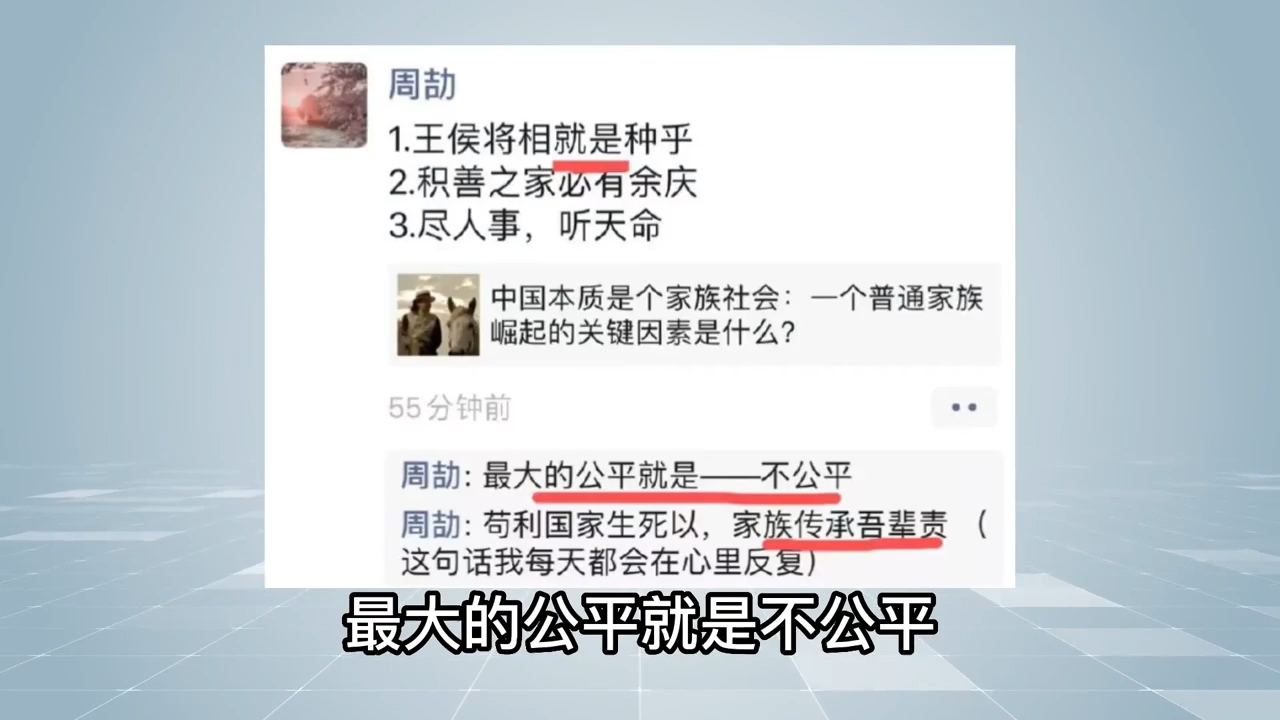 周劼
1.王侯将相就是种乎
2.积善之家必有余庆
3.尽人事，听天命
中国本质是个家族社会：一个普通家族
崛起的关键因素是什么？
55分钟前
周劼：最大的公平就是——不公平
周劼：苟利国家生死以，家族传承吾辈责（
这句话我每天都会在心里反复）
最大的公平就是不公平